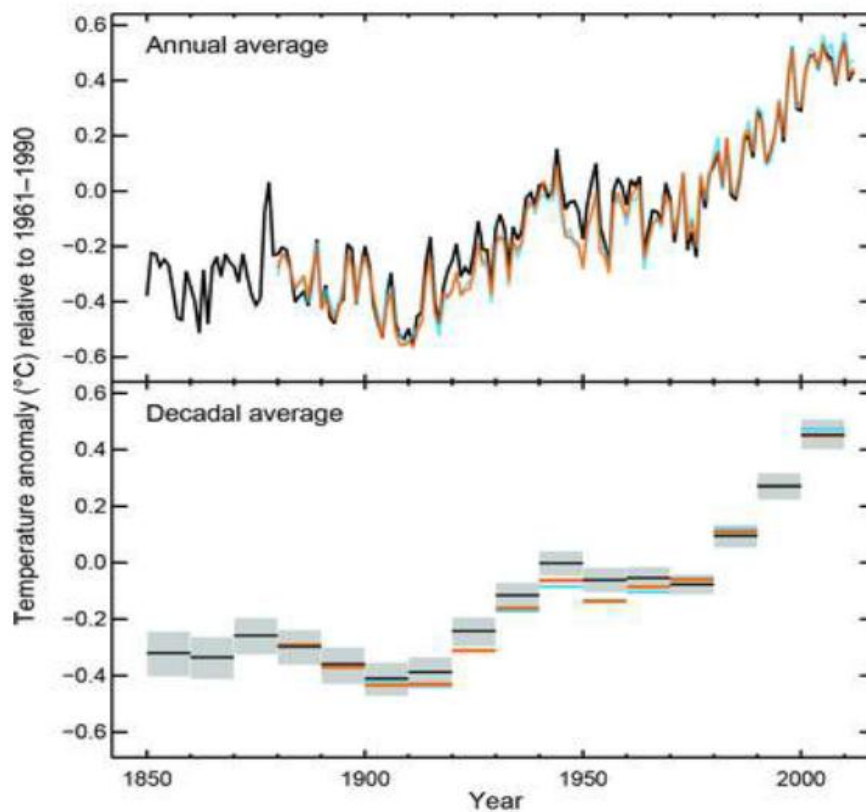 Temperature anomaly (°C) relative to 1961–1990
Annual average
0.6
0.4
0.2
0.0
−0.2
−0.4
−0.6
Decadal average
0.6
0.4
0.2
0.0
−0.2
−0.4
−0.6
1850 1900 1950 2000
Year